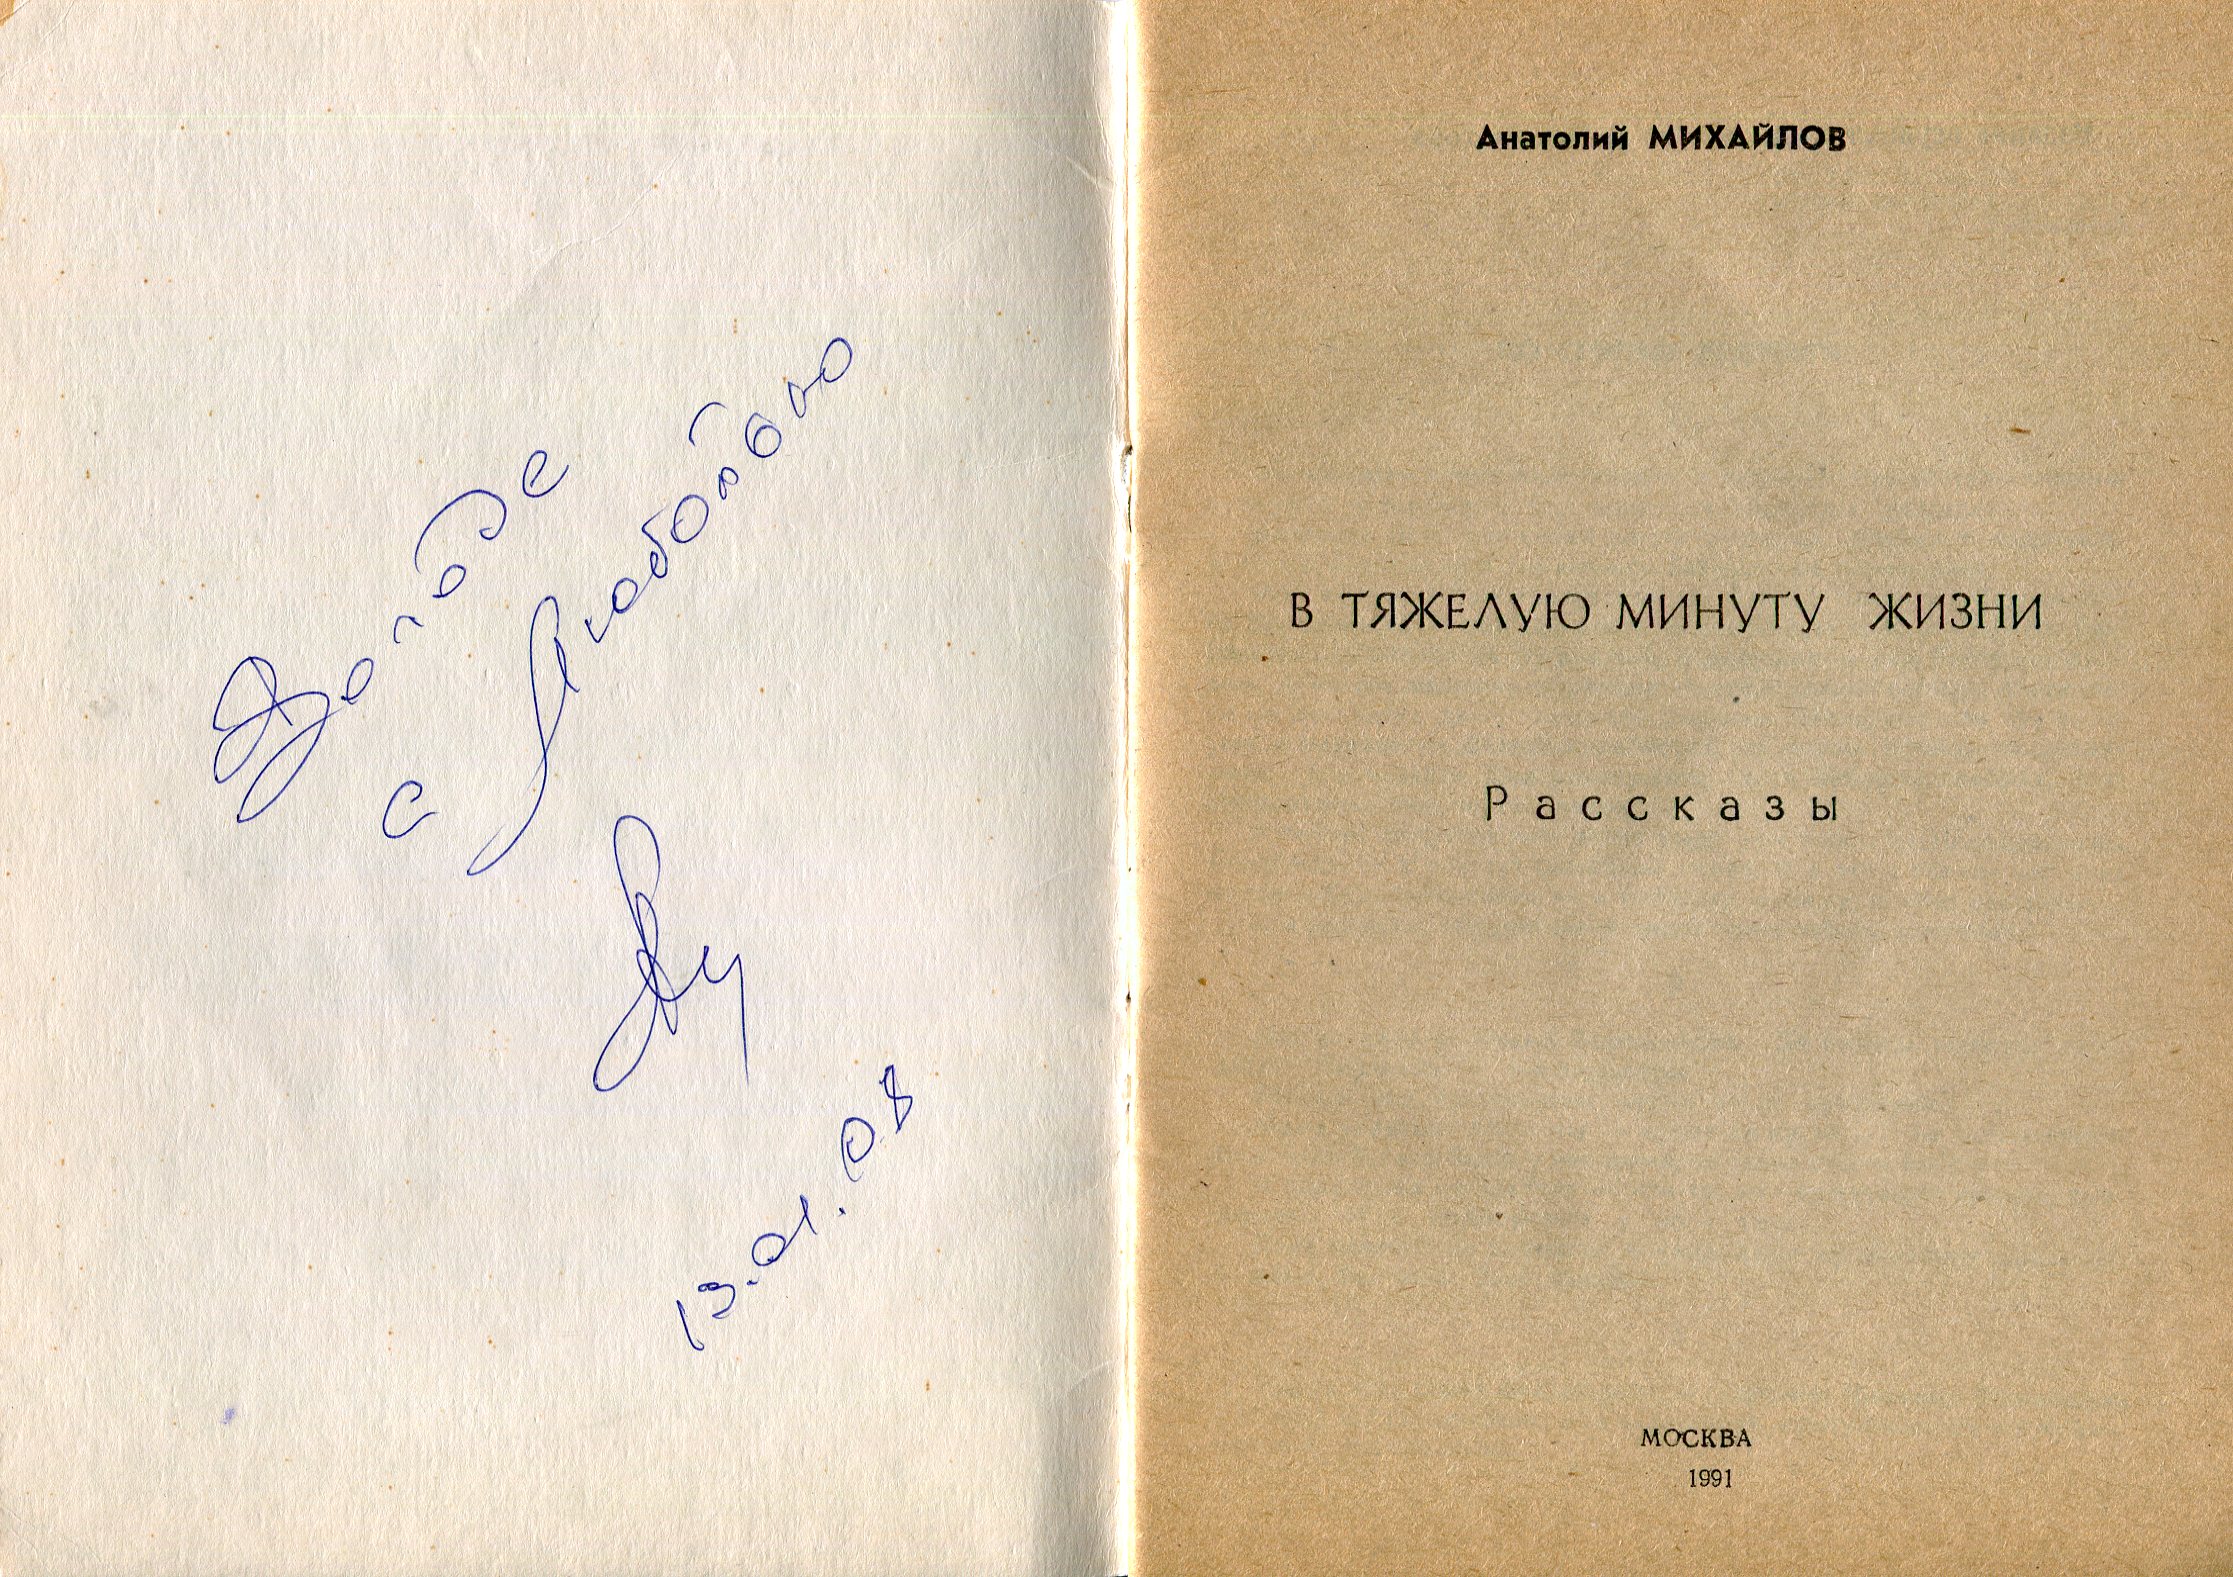 с любовью
13.01.08
Анатолий МИХАЙЛОВ
В ТЯЖЕЛУЮ МИНУТУ ЖИЗНИ
Рассказы
МОСКВА
1991